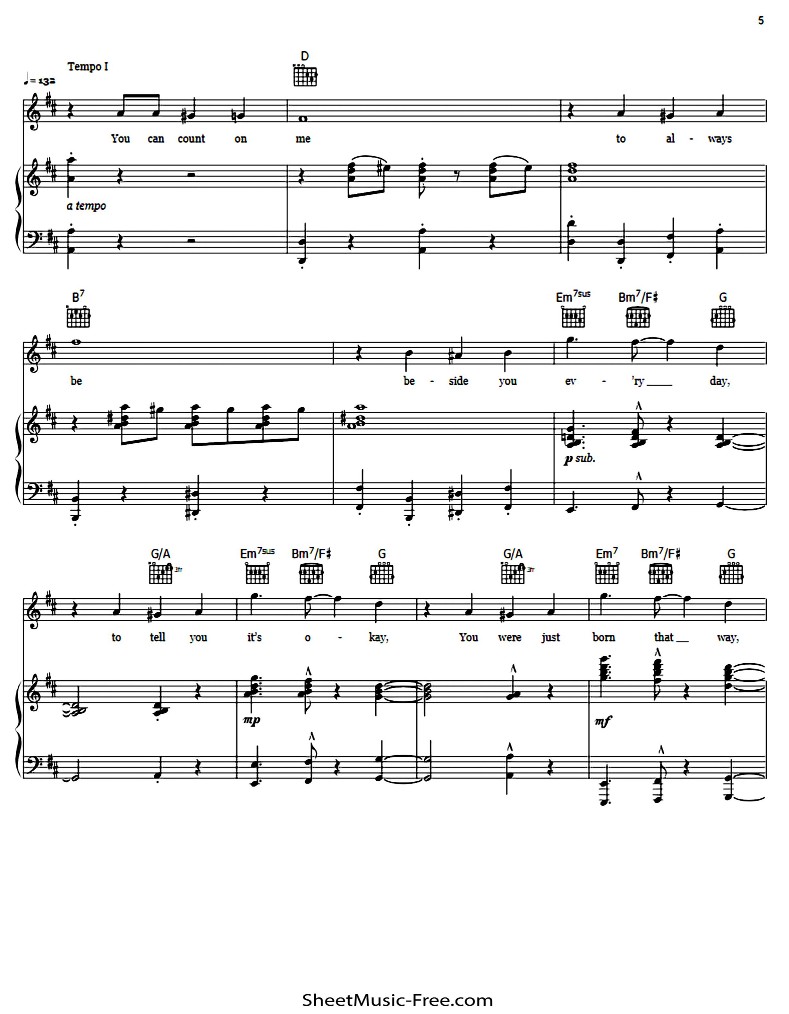 5
Tempo I
♩ = 132
D
You can count on me to al - ways
a tempo
B7 Em7sus Bm7/F# G
be be - side you ev - 'ry day,
p sub.
G/A Em7sus Bm7/F# G G/A Em7 Bm7/F# G
3fr 3fr
to tell you it's o - kay, You were just born that way,
mp mf
SheetMusic-Free.com